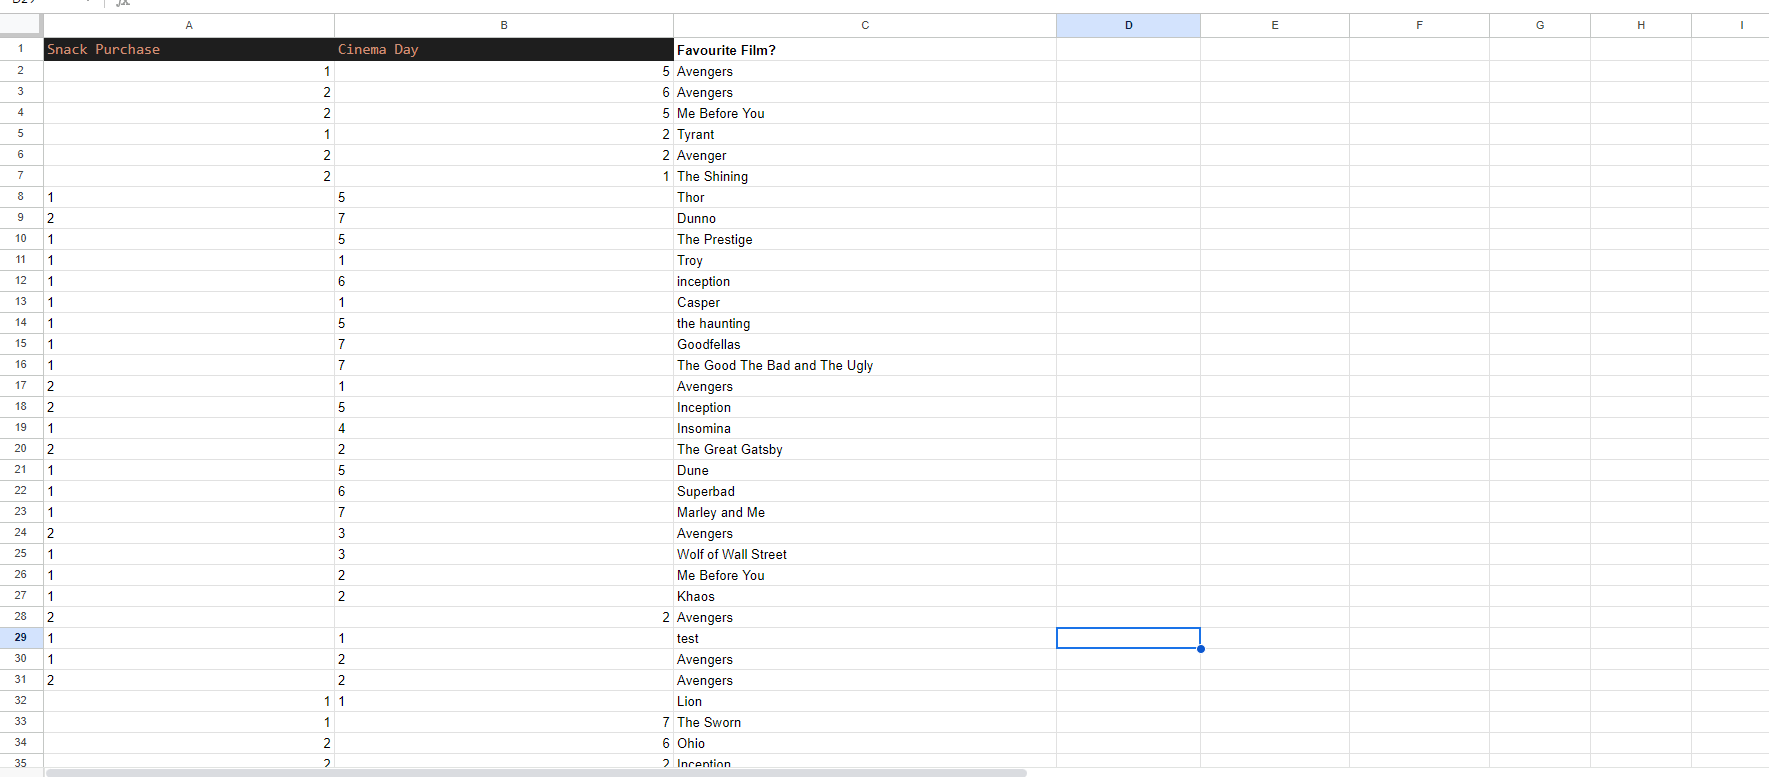 A B C D E F G H I
1 Snack Purchase Cinema Day Favourite Film?
2 1 5 Avengers
3 2 6 Avengers
4 2 5 Me Before You
5 1 2 Tyrant
6 2 2 Avenger
7 2 1 The Shining
8 1 5 Thor
9 2 7 Dunno
10 1 5 The Prestige
11 1 1 Troy
12 1 6 inception
13 1 1 Casper
14 1 5 the haunting
15 1 7 Goodfellas
16 1 7 The Good The Bad and The Ugly
17 2 1 Avengers
18 2 5 Inception
19 1 4 Insomina
20 2 2 The Great Gatsby
21 1 5 Dune
22 1 6 Superbad
23 1 7 Marley and Me
24 2 3 Avengers
25 1 3 Wolf of Wall Street
26 1 2 Me Before You
27 1 2 Khaos
28 2 2 Avengers
29 1 1 test
30 1 2 Avengers
31 2 2 Avengers
32 1 1 Lion
33 1 7 The Sworn
34 2 6 Ohio
35 2 2 Inception